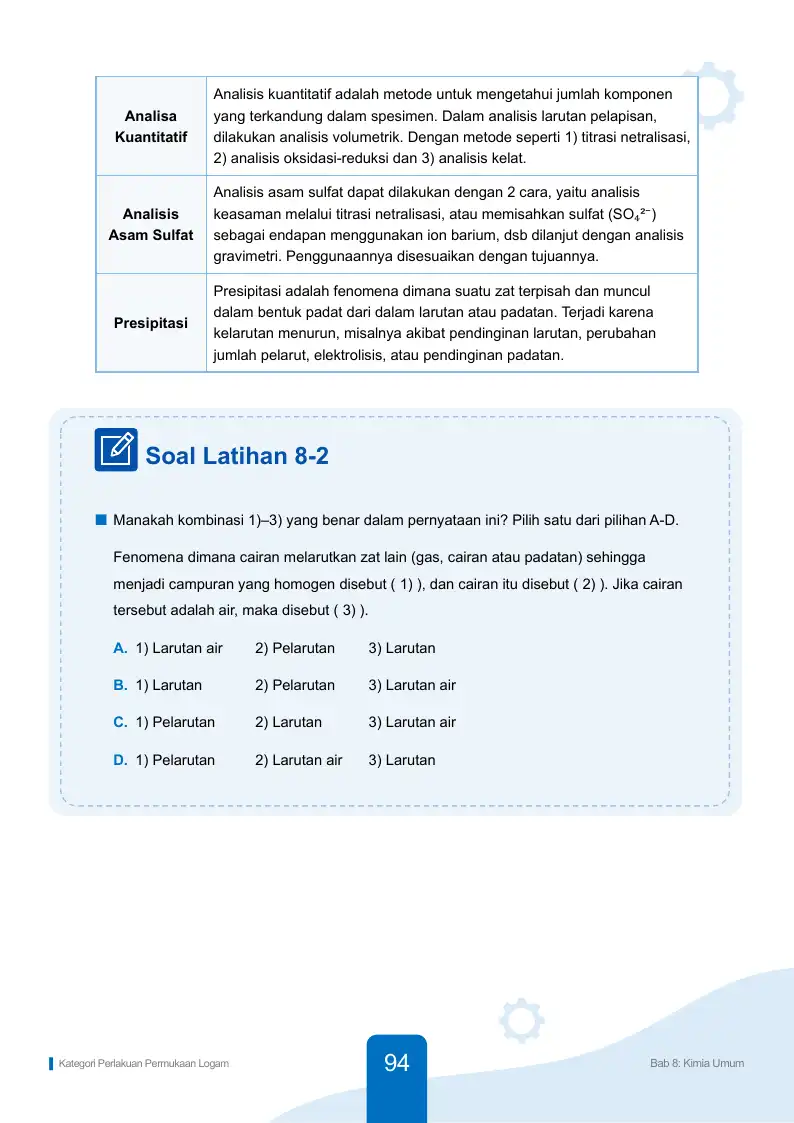 Analisa
Kuantitatif
Analisis kuantitatif adalah metode untuk mengetahui jumlah komponen
yang terkandung dalam spesimen. Dalam analisis larutan pelapisan,
dilakukan analisis volumetrik. Dengan metode seperti 1) titrasi netralisasi,
2) analisis oksidasi-reduksi dan 3) analisis kelat.
Analisis
Asam Sulfat
Analisis asam sulfat dapat dilakukan dengan 2 cara, yaitu analisis
keasaman melalui titrasi netralisasi, atau memisahkan sulfat (SO₄²⁻)
sebagai endapan menggunakan ion barium, dsb dilanjut dengan analisis
gravimetri. Penggunaannya disesuaikan dengan tujuannya.
Presipitasi
Presipitasi adalah fenomena dimana suatu zat terpisah dan muncul
dalam bentuk padat dari dalam larutan atau padatan. Terjadi karena
kelarutan menurun, misalnya akibat pendinginan larutan, perubahan
jumlah pelarut, elektrolisis, atau pendinginan padatan.
Soal Latihan 8-2
Manakah kombinasi 1)–3) yang benar dalam pernyataan ini? Pilih satu dari pilihan A-D.
Fenomena dimana cairan melarutkan zat lain (gas, cairan atau padatan) sehingga
menjadi campuran yang homogen disebut ( 1) ), dan cairan itu disebut ( 2) ). Jika cairan
tersebut adalah air, maka disebut ( 3) ).
A. 1) Larutan air 2) Pelarutan 3) Larutan
B. 1) Larutan 2) Pelarutan 3) Larutan air
C. 1) Pelarutan 2) Larutan 3) Larutan air
D. 1) Pelarutan 2) Larutan air 3) Larutan
Kategori Perlakuan Permukaan Logam
94
Bab 8: Kimia Umum